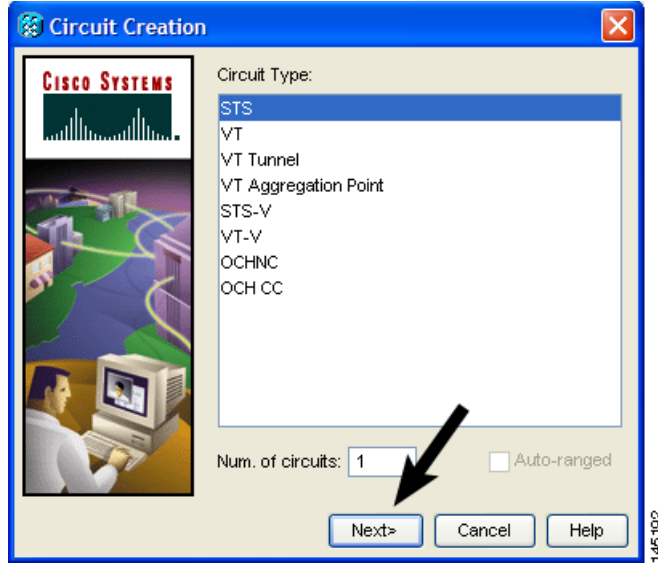 Circuit Creation
CISCO SYSTEMS
Circuit Type:
STS
VT
VT Tunnel
VT Aggregation Point
STS-V
VT-V
OCHNC
OCH CC
Num. of circuits: 1
Auto-ranged
Next>
Cancel
Help
145192